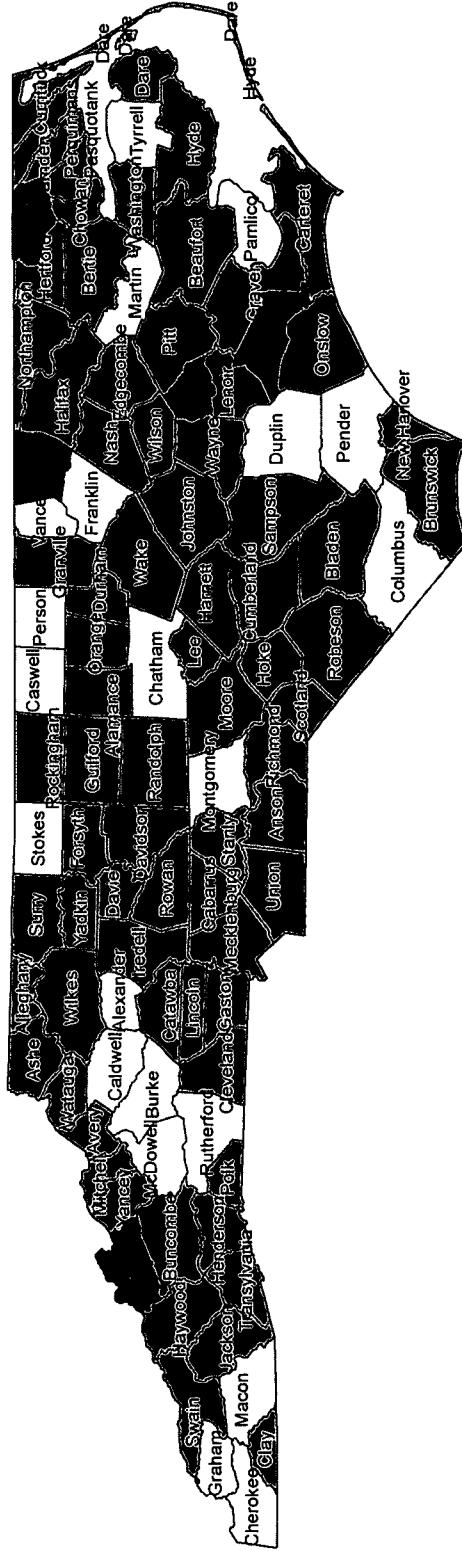 Cherokee
Graham
Clay
Macon
Swain
Jackson
Haywood
Transylvania
Henderson
Buncombe
Polk
Yancey
Mitchell
McDowell
Rutherford
Avery
Burke
Cleveland
Watauga
Caldwell
Ashe
Alleghany
Wilkes
Alexander
Catawba
Lincoln
Gaston
Iredell
Mecklenburg
Surry
Yadkin
Davie
Rowan
Cabarrus
Union
Stokes
Forsyth
Davidson
Stanly
Anson
Rockingham
Guilford
Randolph
Montgomery
Richmond
Caswell
Alamance
Chatham
Moore
Scotland
Person
Orange
Durham
Lee
Hoke
Robeson
Granville
Vance
Wake
Harnett
Cumberland
Bladen
Columbus
Franklin
Johnston
Sampson
Brunswick
New Hanover
Pender
Duplin
Wayne
Wilson
Nash
Halifax
Northampton
Edgecombe
Pitt
Lenoir
Onslow
Hertford
Bertie
Martin
Beaufort
Craven
Pamlico
Carteret
Chowan
Washington
Perquimans
Pasquotank
Camden
Currituck
Tyrrell
Hyde
Dare
Dare
Dare
Dare
Hyde